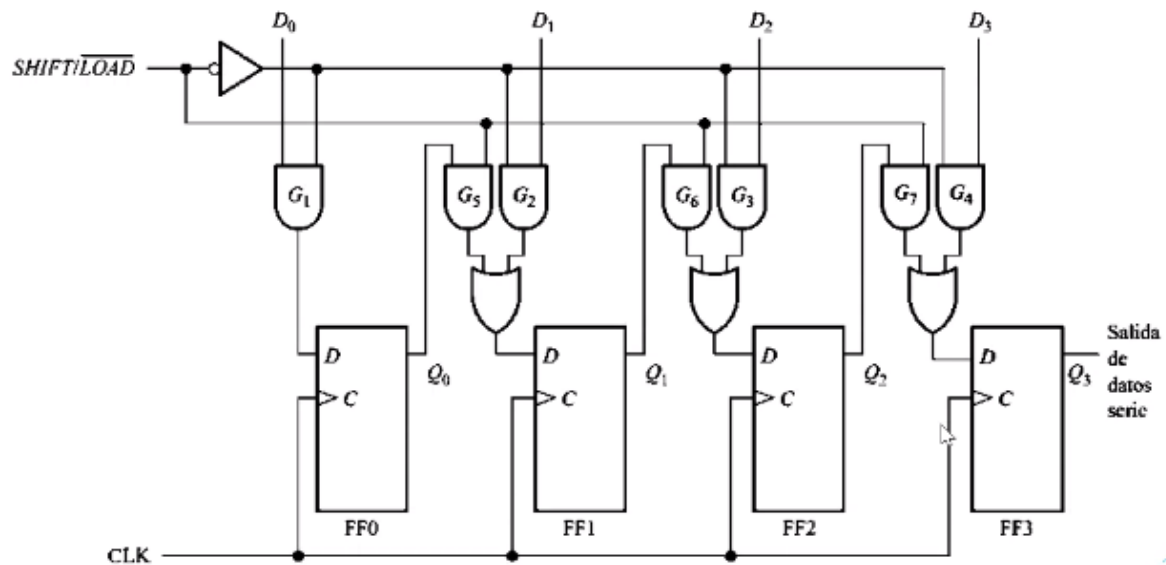 D₀ D₁ D₂ D₃
SHIFT/L̅O̅A̅D̅
G₁ G₅ G₂ G₆ G₃ G₇ G₄
Salida
D D D D de
Q₀ Q₁ Q₂ Q₃ datos
C C C C serie
FF0 FF1 FF2 FF3
CLK